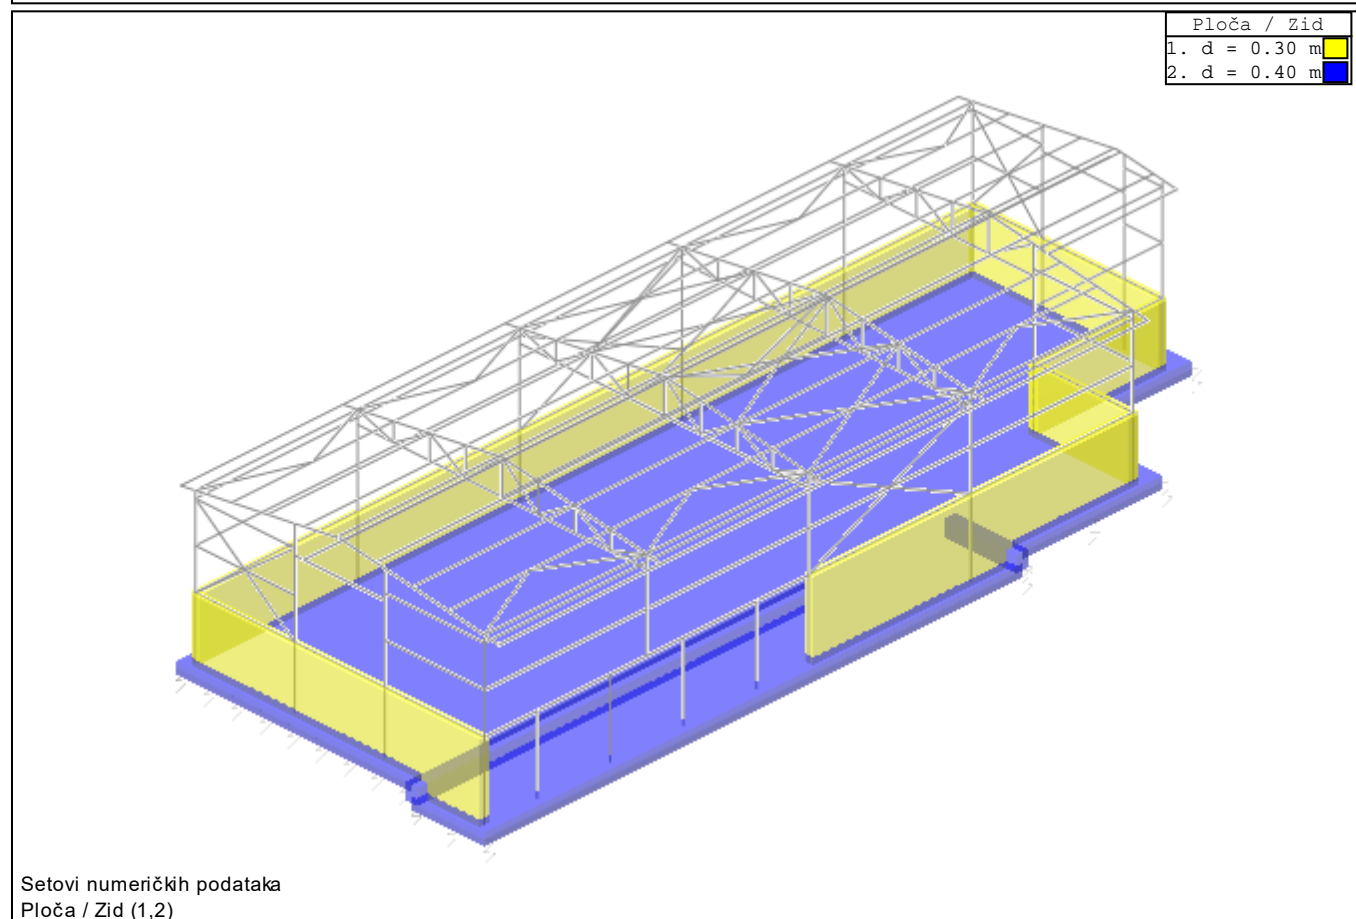 Ploča / Zid
1. d = 0.30 m
2. d = 0.40 m
Setovi numeričkih podataka
Ploča / Zid (1,2)